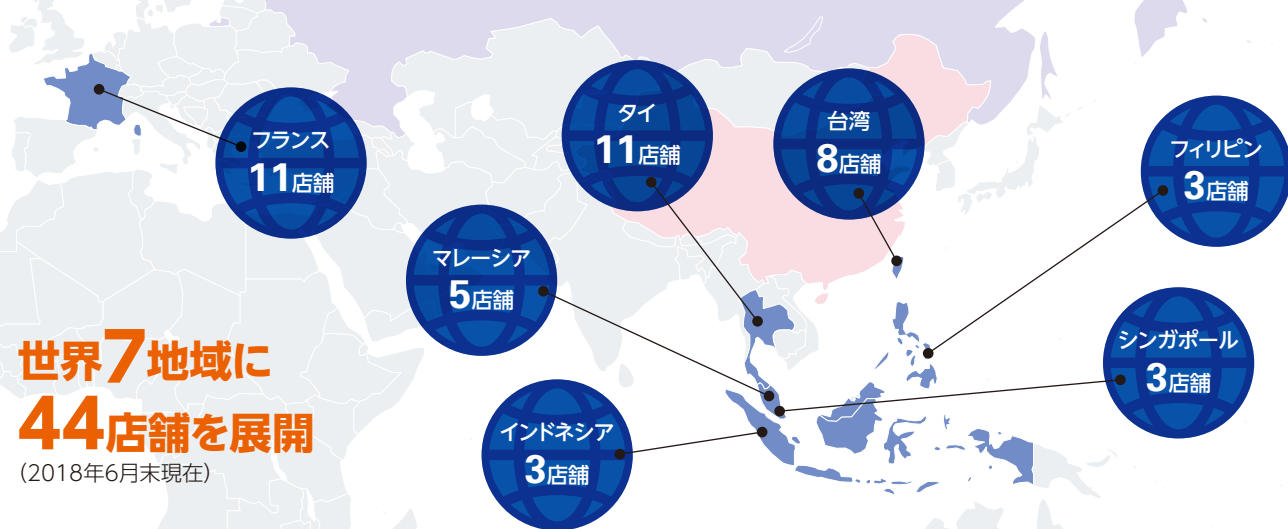 フランス
11店舗
タイ
11店舗
台湾
8店舗
フィリピン
3店舗
マレーシア
5店舗
シンガポール
3店舗
インドネシア
3店舗
世界7地域に
44店舗を展開
（2018年6月末現在）